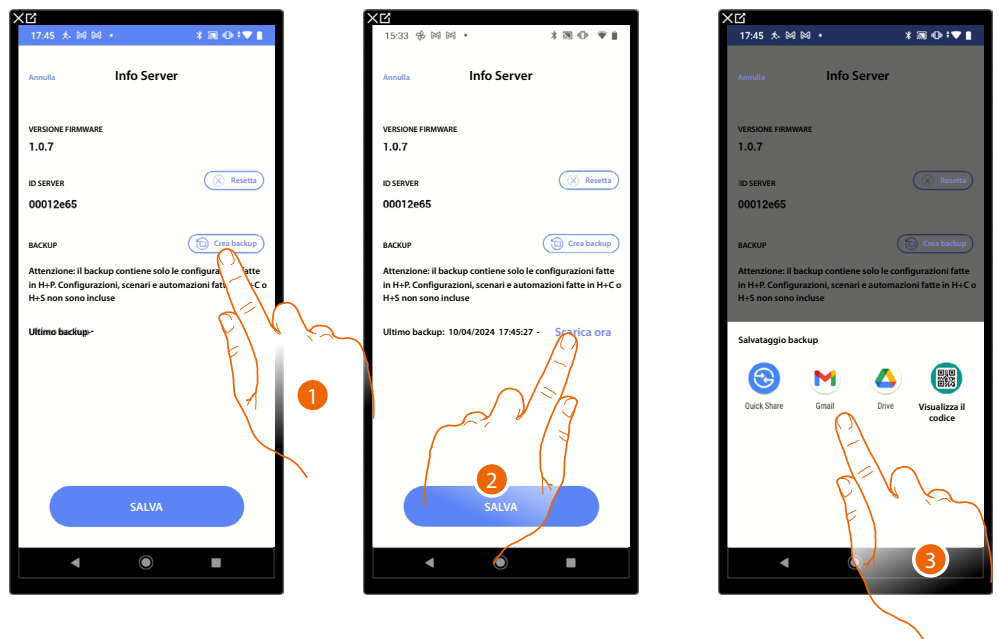 17:45
Annulla
Info Server
VERSIONE FIRMWARE
1.0.7
ID SERVER
Resetta
00012e65
BACKUP
Crea backup
Attenzione: il backup contiene solo le configura fatte
in H+P. Configurazioni, scenari e automazioni fat +C o
H+S non sono incluse
Ultimo backup:-
SALVA
1
15:33
Annulla
Info Server
VERSIONE FIRMWARE
1.0.7
ID SERVER
Resetta
00012e65
BACKUP
Crea backup
Attenzione: il backup contiene solo le configurazioni fatte
in H+P. Configurazioni, scenari e automazioni fatte in H+C o
H+S non sono incluse
Ultimo backup: 10/04/2024 17:45:27 - Scarica ora
2
SALVA
17:45
Annulla
Info Server
VERSIONE FIRMWARE
1.0.7
ID SERVER
Resetta
00012e65
BACKUP
Crea backup
Attenzione: il backup contiene solo le configurazioni fatte
in H+P. Configurazioni, scenari e automazioni fatte in H+C o
H+S non sono incluse
Salvataggio backup
Quick Share
Gmail
Drive
Visualizza il
codice
3